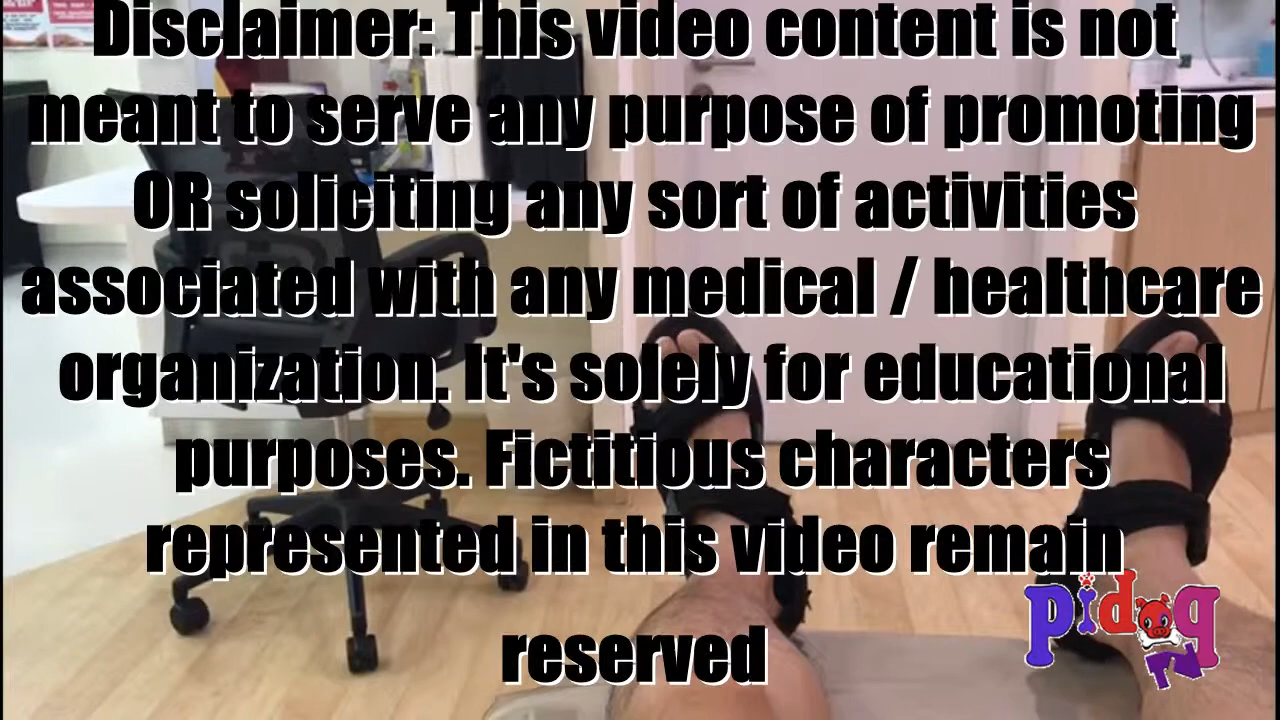 Disclaimer: This video content is not
meant to serve any purpose of promoting
OR soliciting any sort of activities
associated with any medical / healthcare
organization. It's solely for educational
purposes. Fictitious characters
represented in this video remain
reserved
pidoq
TV